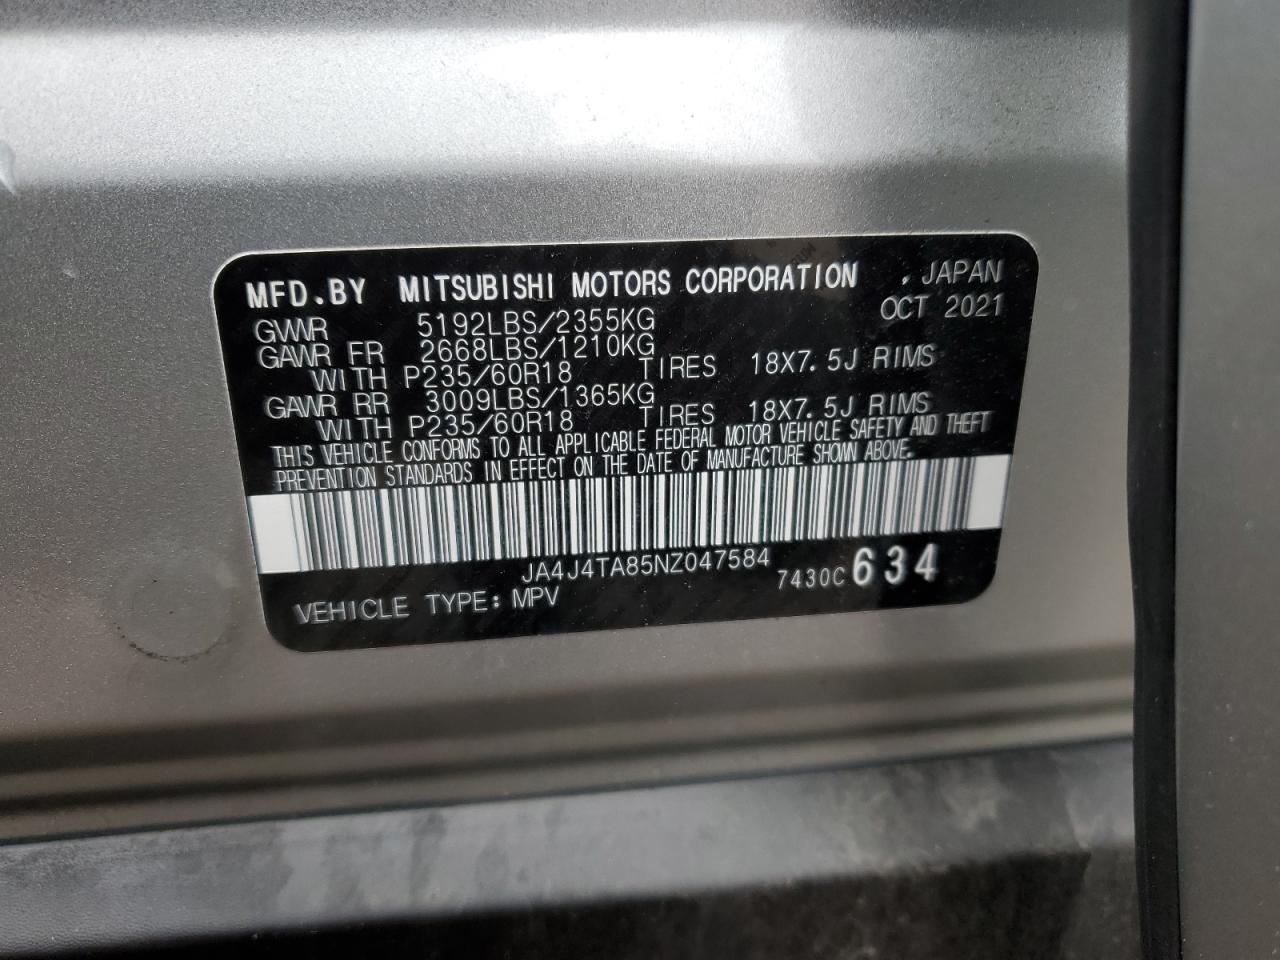 MFD.BY MITSUBISHI MOTORS CORPORATION . JAPAN
OCT 2021
GVWR 5192LBS/2355KG
GAWR FR 2668LBS/1210KG
WITH P235/60R18 TIRES 18X7.5J RIMS
GAWR RR 3009LBS/1365KG
WITH P235/60R18 TIRES 18X7.5J RIMS
THIS VEHICLE CONFORMS TO ALL APPLICABLE FEDERAL MOTOR VEHICLE SAFETY AND THEFT
PREVENTION STANDARDS IN EFFECT ON THE DATE OF MANUFACTURE SHOWN ABOVE.
JA4J4TA85NZ047584
7430C 634
VEHICLE TYPE: MPV